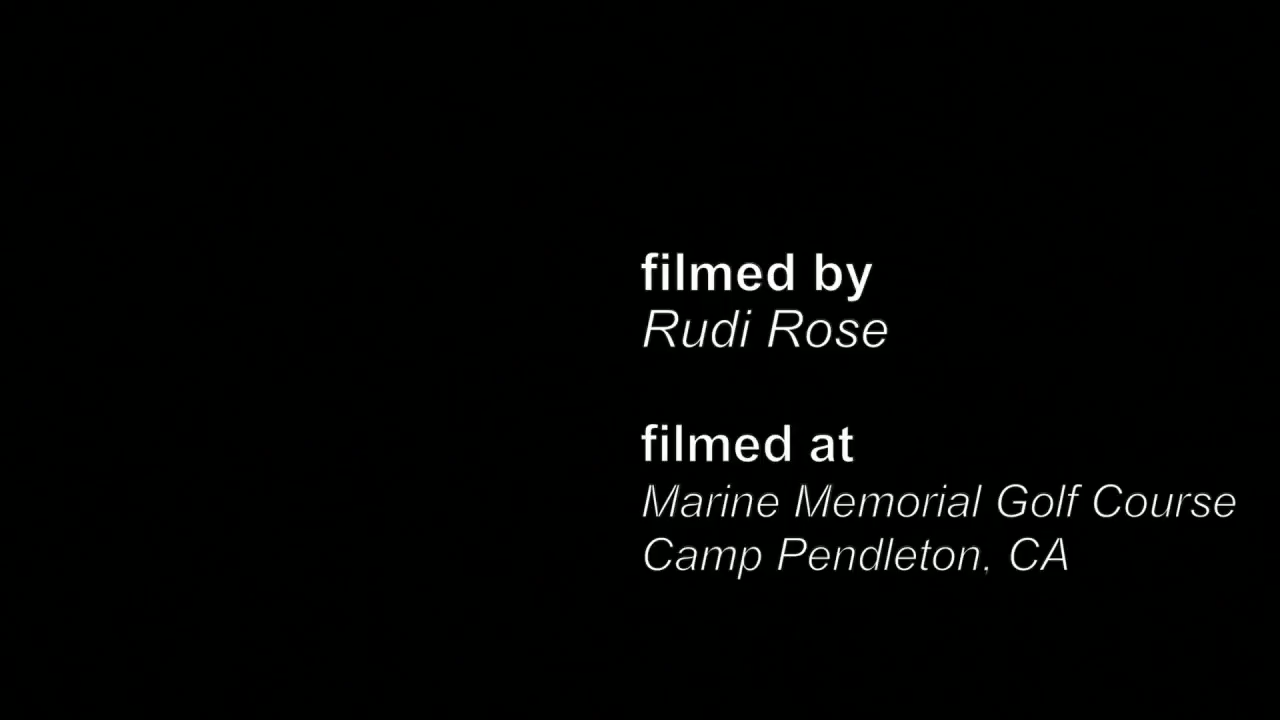 filmed by
Rudi Rose
filmed at
Marine Memorial Golf Course
Camp Pendleton, CA